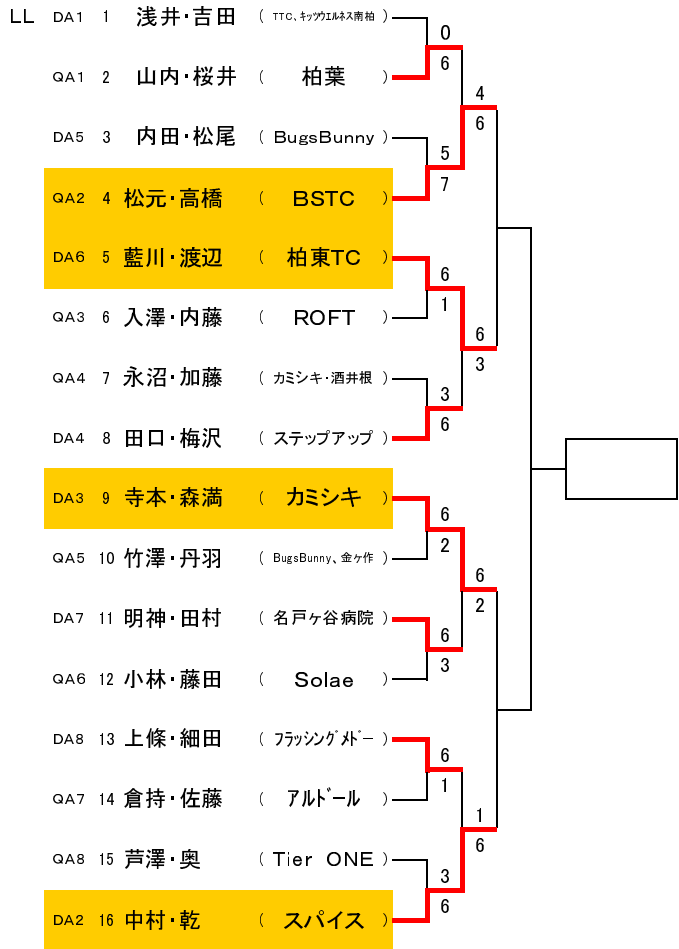 LL DA1 1 浅井・吉田 ( TTC、キッツウエルネス南柏 )
0
6
QA1 2 山内・桜井 ( 柏葉 )
4
6
DA5 3 内田・松尾 ( BugsBunny )
5
7
QA2 4 松元・高橋 ( BSTC )
DA6 5 藍川・渡辺 ( 柏東TC )
6
1
QA3 6 入澤・内藤 ( ROFT )
6
3
QA4 7 永沼・加藤 ( カミシキ・酒井根 )
3
6
DA4 8 田口・梅沢 ( ステップアップ )
DA3 9 寺本・森満 ( カミシキ )
6
2
QA5 10 竹澤・丹羽 ( BugsBunny、金ヶ作 )
6
2
DA7 11 明神・田村 ( 名戸ヶ谷病院 )
6
3
QA6 12 小林・藤田 ( Solae )
DA8 13 上條・細田 ( フラッシングメドー )
6
1
QA7 14 倉持・佐藤 ( アルドール )
1
6
QA8 15 芦澤・奥 ( Tier ONE )
3
6
DA2 16 中村・乾 ( スパイス )